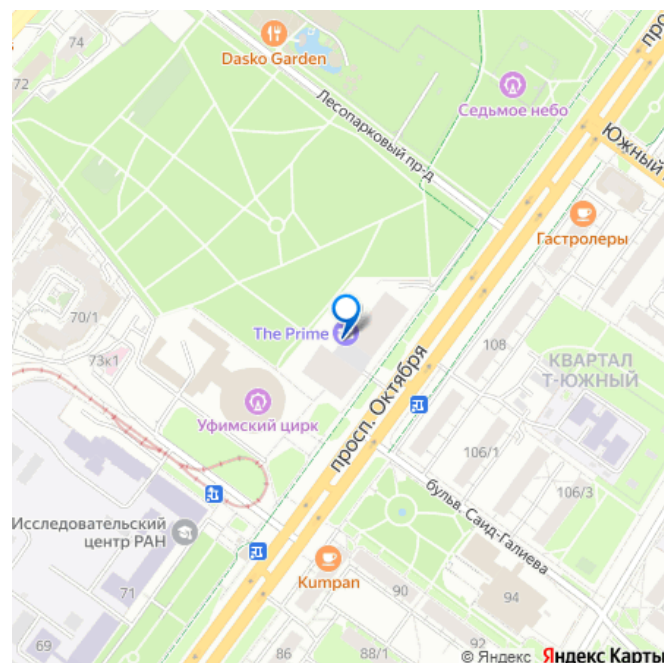 74
72
Dasko Garden
Седьмое небо
Лесопарковый пр-д
Южный
Гастролеры
The Prime
70/1
73к1
108
КВАРТАЛ
Т-ЮЖНЫЙ
Уфимский цирк
просп. Октября
106/1
106/3
бульв. Саид-Галиева
Исследовательский
центр РАН
Kumpan
71
90
94
69
86
88/1
92
© Яндекс Яндекс Карты